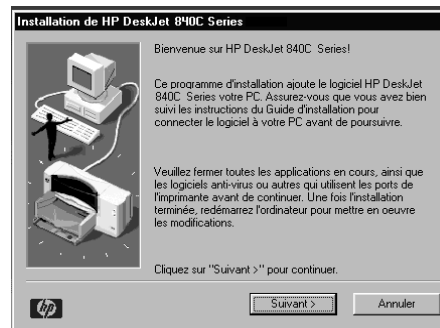 Installation de HP DeskJet 840C Series
Bienvenue sur HP DeskJet 840C Series!
Ce programme d'installation ajoute le logiciel HP DeskJet
840C Series votre PC. Assurez-vous que vous avez bien
suivi les instructions du Guide d'installation pour
connecter le logiciel à votre PC avant de poursuivre.
Veuillez fermer toutes les applications en cours, ainsi que
les logiciels anti-virus ou autres qui utilisent les ports de
l'imprimante avant de continuer. Une fois l'installation
terminée, redémarrez l'ordinateur pour mettre en oeuvre
les modifications.
Cliquez sur "Suivant >" pour continuer.
hp
Suivant >
Annuler